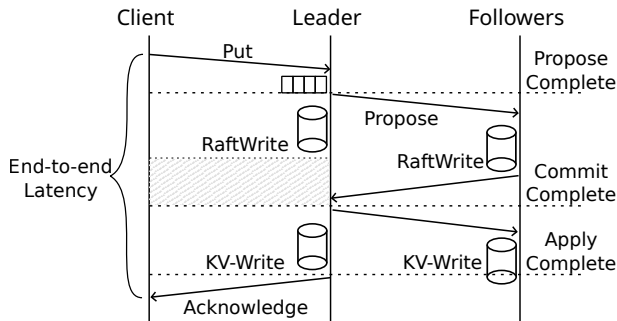 Client
Leader
Followers
Put
Propose
Complete
Propose
RaftWrite
RaftWrite
End-to-end
Latency
Commit
Complete
Apply
Complete
KV-Write
KV-Write
Acknowledge